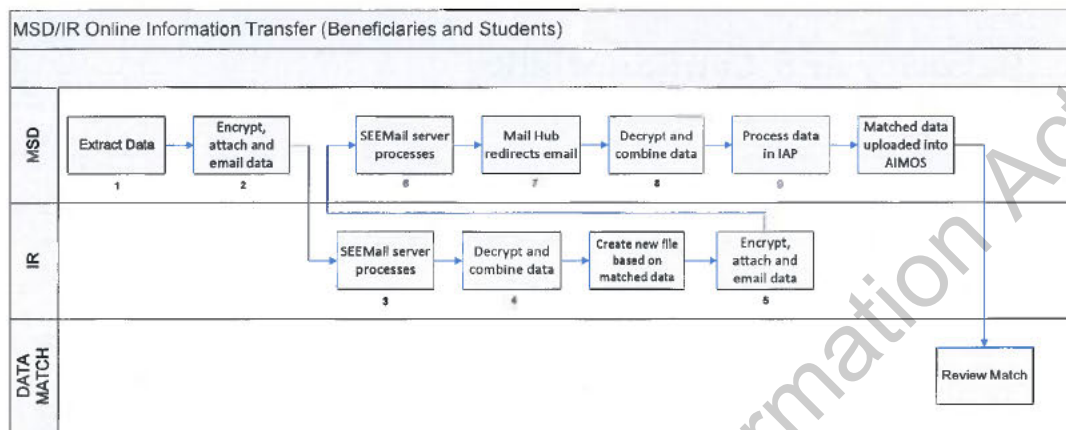 MSD/IR Online Information Transfer (Beneficiaries and Students)
MSD
Extract Data
1
Encrypt,
attach and
email data
2
SEEMail server
processes
6
Mail Hub
redirects email
7
Decrypt and
combine data
8
Process data
in IAP
9
Matched data
uploaded into
AIMOS
IR
SEEMail server
processes
3
Decrypt and
combine data
4
Create new file
based on
matched data
Encrypt,
attach and
email data
5
DATA
MATCH
Review Match
rmation Act